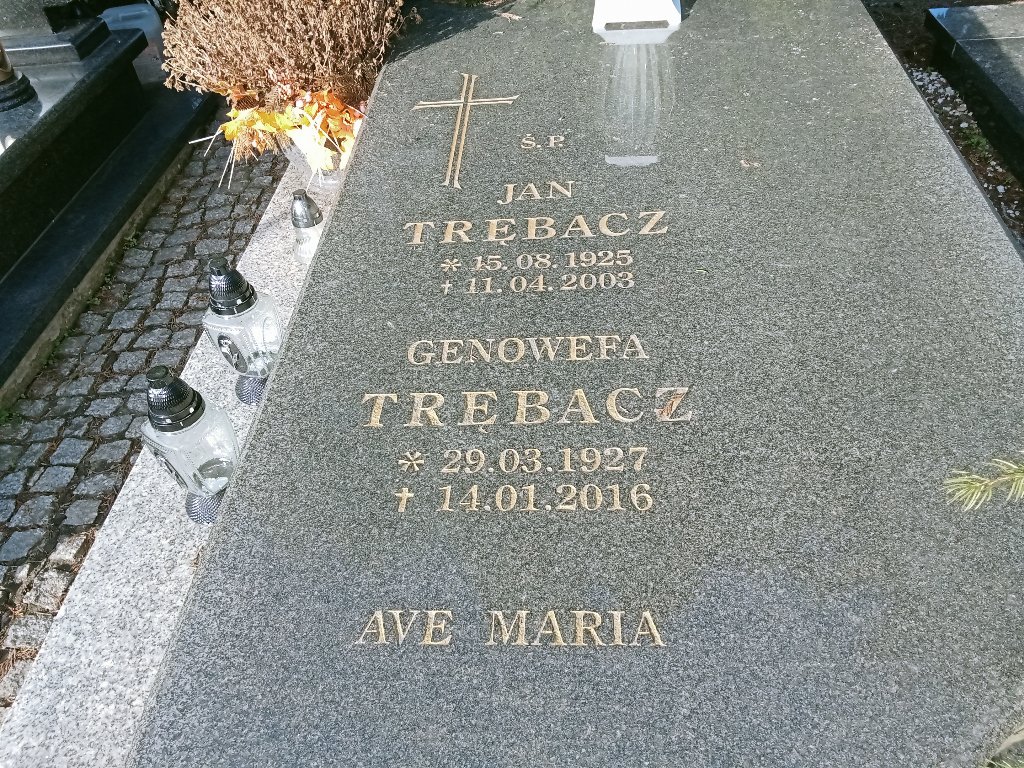 Ś.P.
JAN
TRĘBACZ
* 15.08.1925
† 11.04.2003
GENOWEFA
TRĘBACZ
* 29.03.1927
† 14.01.2016
AVE MARIA